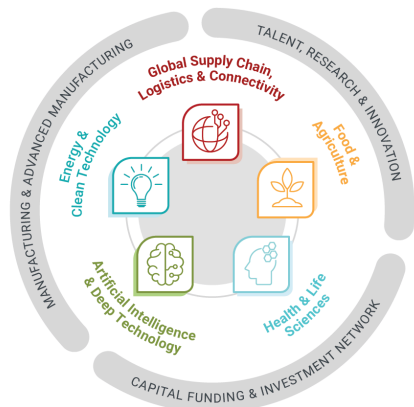 MANUFACTURING & ADVANCED MANUFACTURING
TALENT, RESEARCH & INNOVATION
CAPITAL FUNDING & INVESTMENT NETWORK
Global Supply Chain,
Logistics & Connectivity
Food &
Agriculture
Health & Life
Sciences
Artificial Intelligence
& Deep Technology
Energy &
Clean Technology